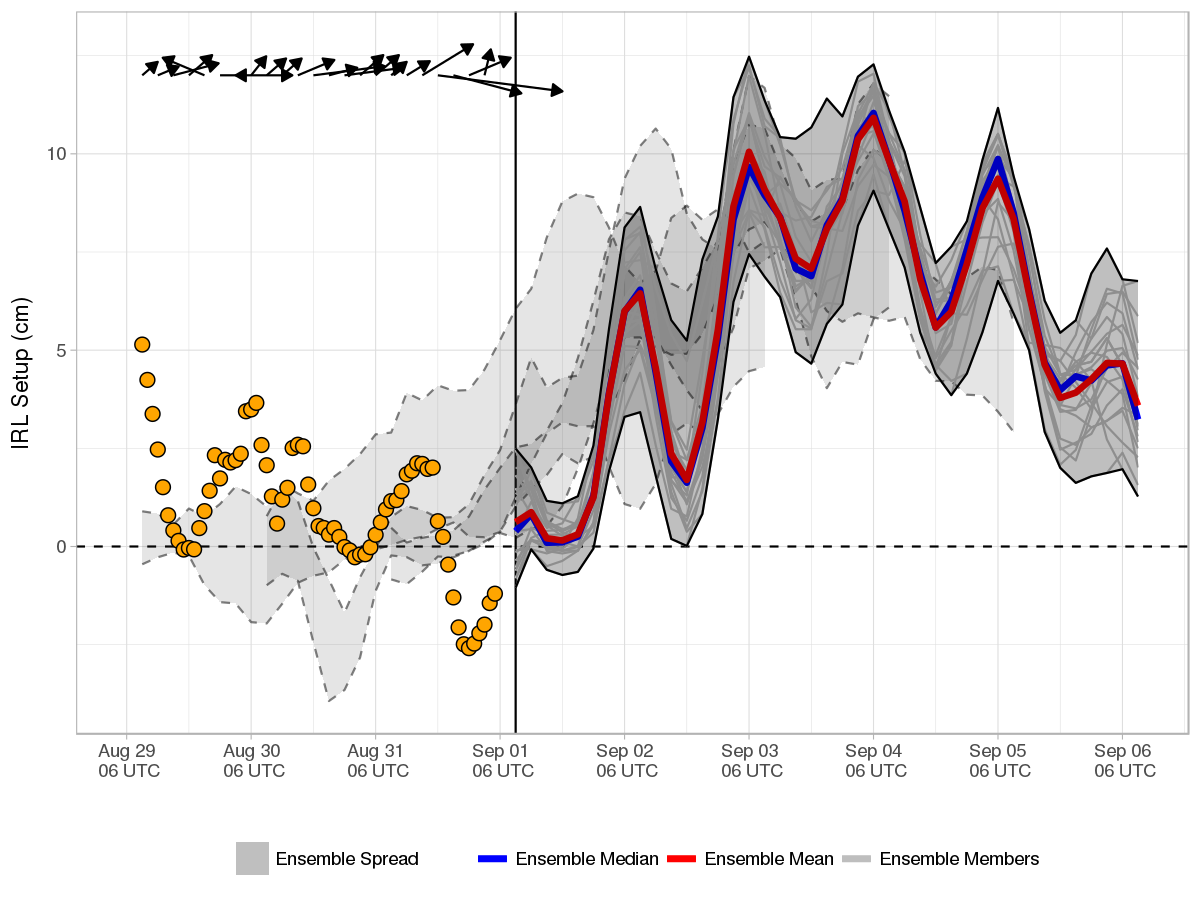 IRL Setup (cm)
10
5
0
Aug 29 Aug 30 Aug 31 Sep 01 Sep 02 Sep 03 Sep 04 Sep 05 Sep 06
06 UTC 06 UTC 06 UTC 06 UTC 06 UTC 06 UTC 06 UTC 06 UTC 06 UTC
Ensemble Spread Ensemble Median Ensemble Mean Ensemble Members